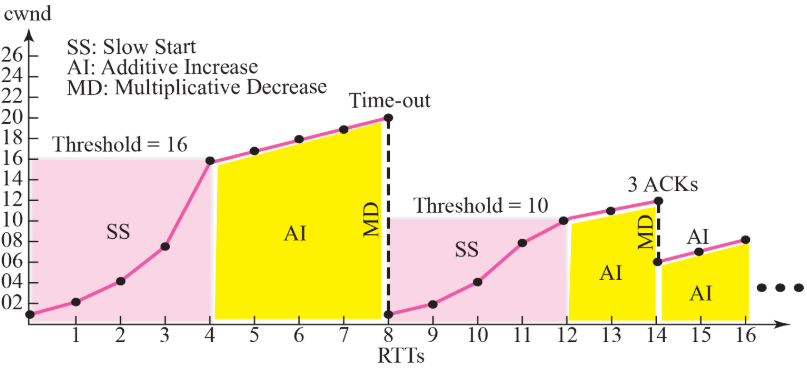 cwnd
SS: Slow Start
AI: Additive Increase
MD: Multiplicative Decrease
26
24
22
20
18
16
14
12
10
08
06
04
02
Time-out
Threshold = 16
SS
AI
MD
Threshold = 10
SS
3 ACKs
MD
AI
AI
AI
1 2 3 4 5 6 7 8 9 10 11 12 13 14 15 16
RTTs